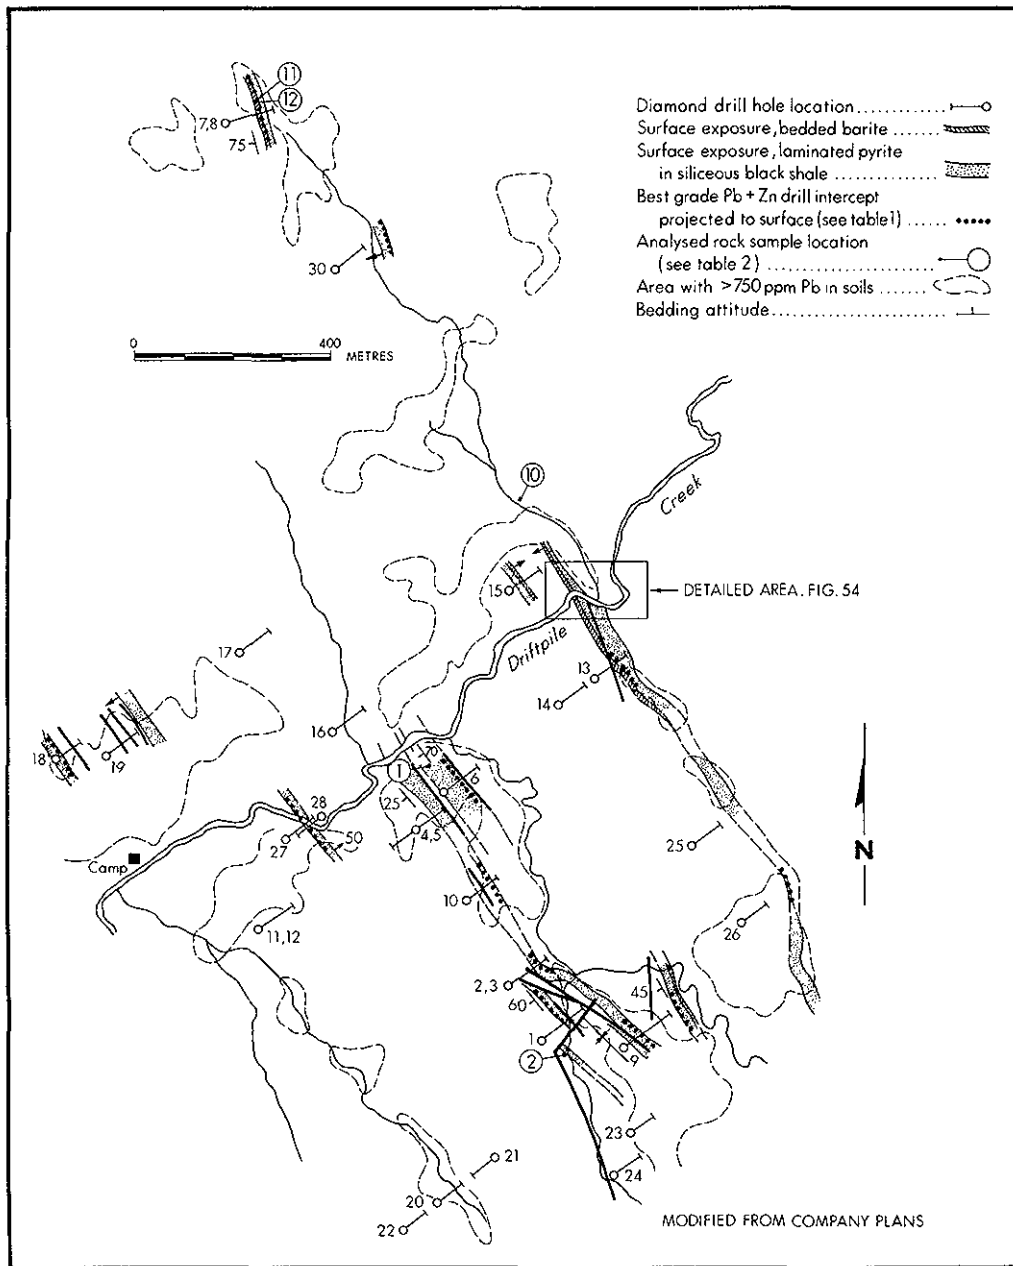 11
12
7,8
75
30
Diamond drill hole location ...........
Surface exposure, bedded barite ......
Surface exposure, laminated pyrite
in siliceous black shale ..............
Best grade Pb + Zn drill intercept
projected to surface (see table 1) .....
Analysed rock sample location
(see table 2) ......................
Area with >750 ppm Pb in soils ......
Bedding attitude ........................
0 400 METRES
10
Creek
15
DETAILED AREA. FIG. 54
Driftpile
17
13
14
16
18
19
1
70
6
25
4,5
28
27
50
Camp
25
10
11,12
26
N
2,3
60
45
1
9
2
23
24
21
20
22
MODIFIED FROM COMPANY PLANS